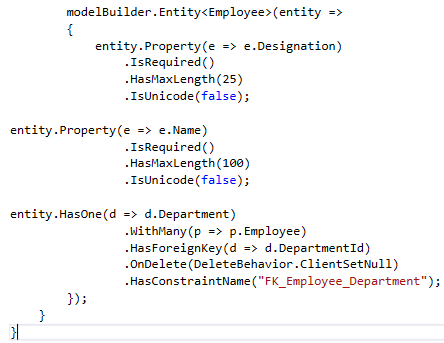 modelBuilder.Entity<Employee>(entity =>
{
entity.Property(e => e.Designation)
.IsRequired()
.HasMaxLength(25)
.IsUnicode(false);
entity.Property(e => e.Name)
.IsRequired()
.HasMaxLength(100)
.IsUnicode(false);
entity.HasOne(d => d.Department)
.WithMany(p => p.Employee)
.HasForeignKey(d => d.DepartmentId)
.OnDelete(DeleteBehavior.ClientSetNull)
.HasConstraintName("FK_Employee_Department");
});
}
}